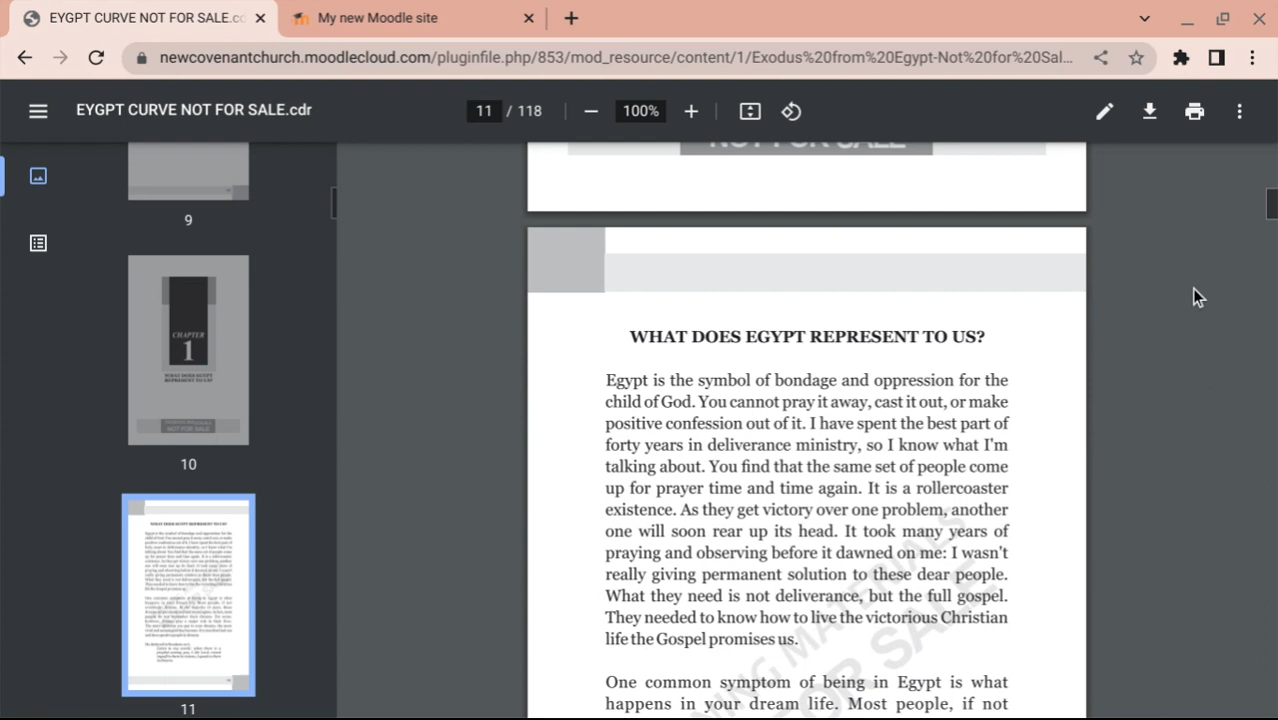 EYGPT CURVE NOT FOR SALE.cd
My new Moodle site
newcovenantchurch.moodlecloud.com/pluginfile.php/853/mod_resource/content/1/Exodus%20from%20Egypt-Not%20for%20Sal...
EYGPT CURVE NOT FOR SALE.cdr
11 / 118
100%
NOT FOR SALE
9
CHAPTER
1
WHAT DOES EGYPT
REPRESENT TO US?
NOT FOR SALE
10
11
WHAT DOES EGYPT REPRESENT TO US?
Egypt is the symbol of bondage and oppression for the
child of God. You cannot pray it away, cast it out, or make
positive confession out of it. I have spent the best part of
forty years in deliverance ministry, so I know what I'm
talking about. You find that the same set of people come
up for prayer time and time again. It is a rollercoaster
existence. As they get victory over one problem, another
one will soon rear up its head. It took many years of
praying and observing before it dawned on me: I wasn't
really giving permanent solution to these dear people.
What they need is not deliverance, but the full gospel.
They needed to know how to live the victorious Christian
life the Gospel promises us.
One common symptom of being in Egypt is what
happens in your dream life. Most people, if not